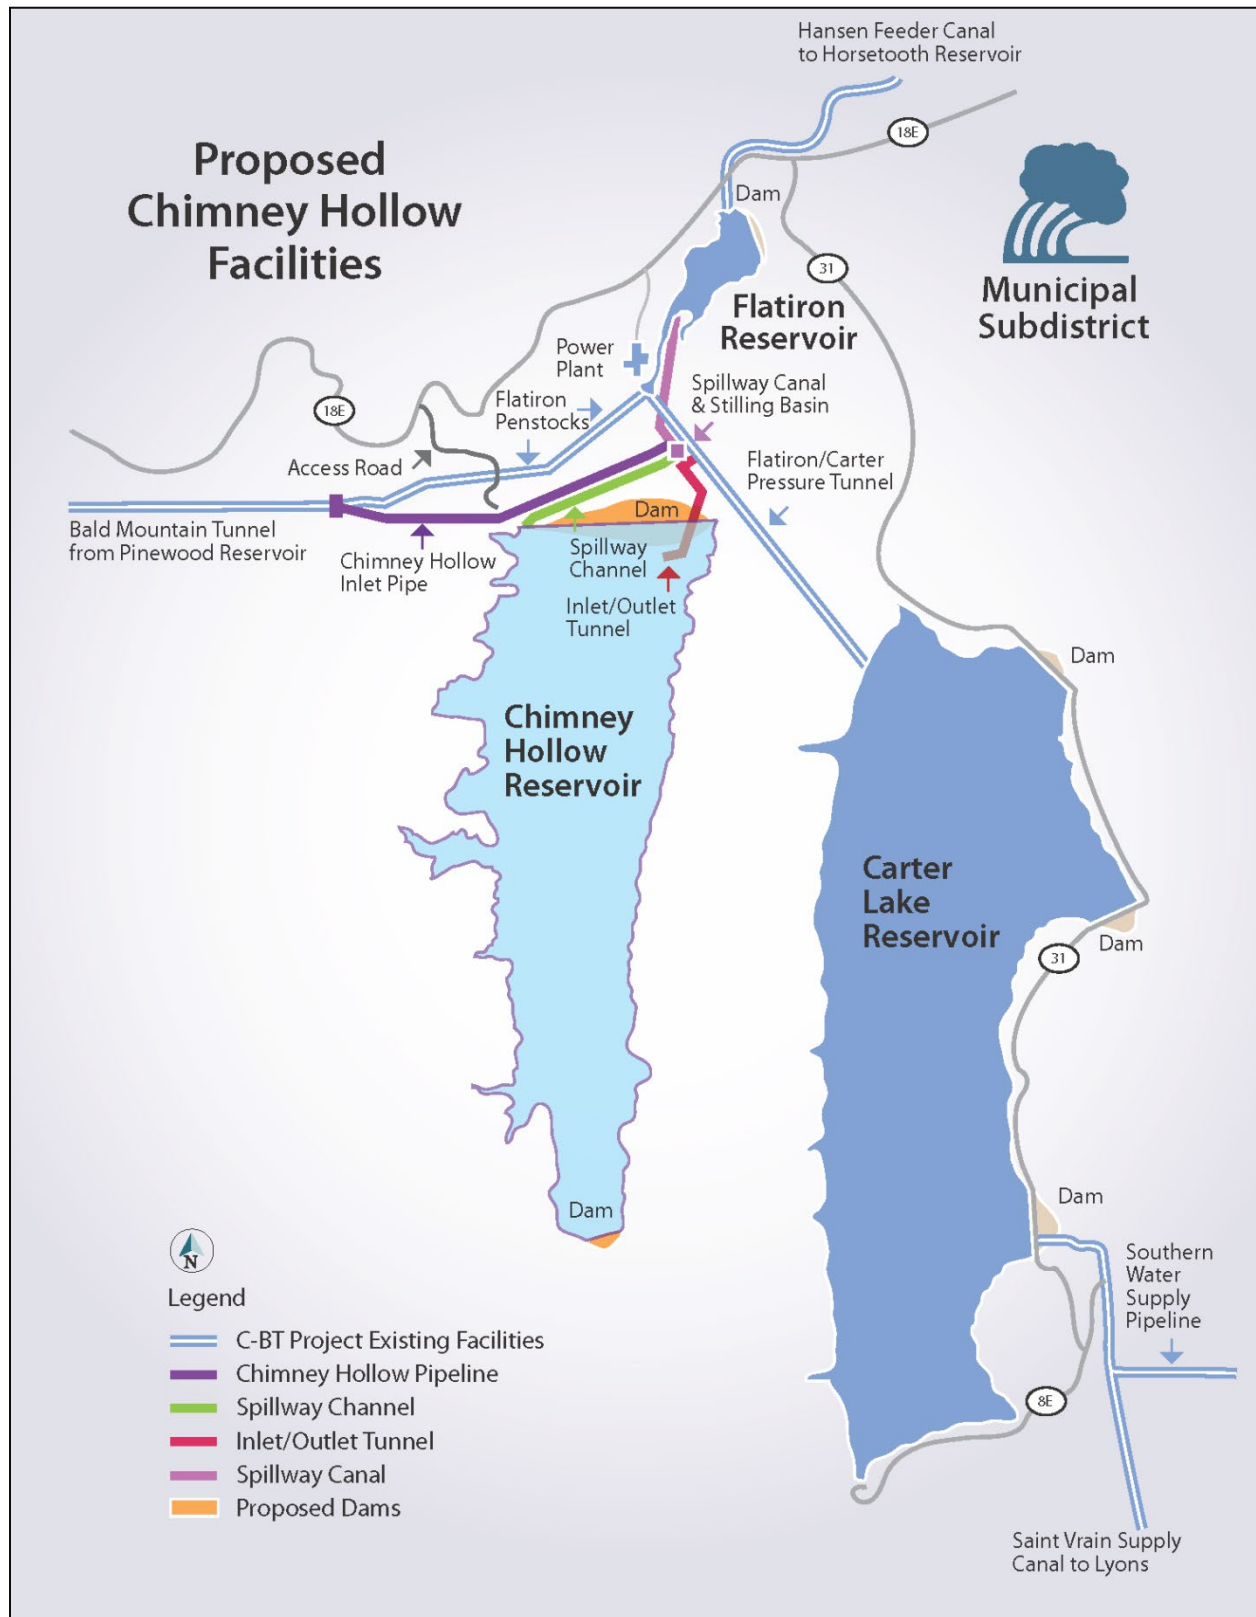 Hansen Feeder Canal
to Horsetooth Reservoir
18E
Proposed
Chimney Hollow
Facilities
Dam
31
Municipal
Subdistrict
Flatiron
Reservoir
Power
Plant
Spillway Canal
& Stilling Basin
Flatiron
Penstocks
18E
Access Road
Flatiron/Carter
Pressure Tunnel
Bald Mountain Tunnel
from Pinewood Reservoir
Dam
Chimney Hollow
Inlet Pipe
Spillway
Channel
Inlet/Outlet
Tunnel
Dam
Chimney
Hollow
Reservoir
Carter
Lake
Reservoir
Dam
31
Dam
Dam
Southern
Water
Supply
Pipeline
N
Legend
C-BT Project Existing Facilities
Chimney Hollow Pipeline
Spillway Channel
Inlet/Outlet Tunnel
Spillway Canal
Proposed Dams
8E
Saint Vrain Supply
Canal to Lyons